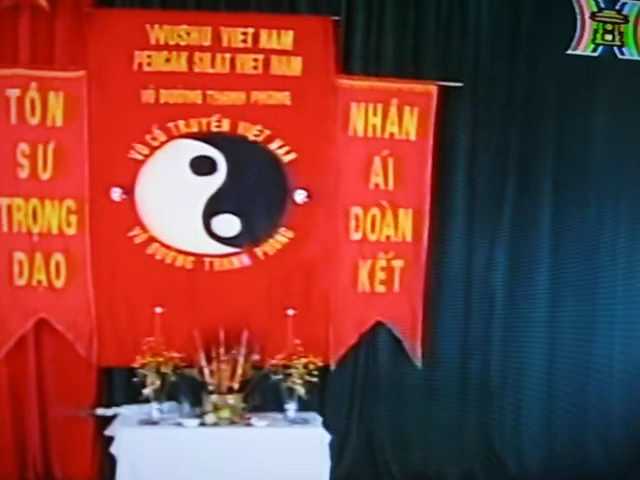 WUSHU VIET NAM
PENCAK SILAT VIET NAM
VÕ ĐƯỜNG THANH PHONG
VÕ CỔ TRUYỀN VIỆT NAM
VÕ ĐƯỜNG THANH PHONG
TÔN
SƯ
TRỌNG
ĐẠO
NHÂN
ÁI
ĐOÀN
KẾT